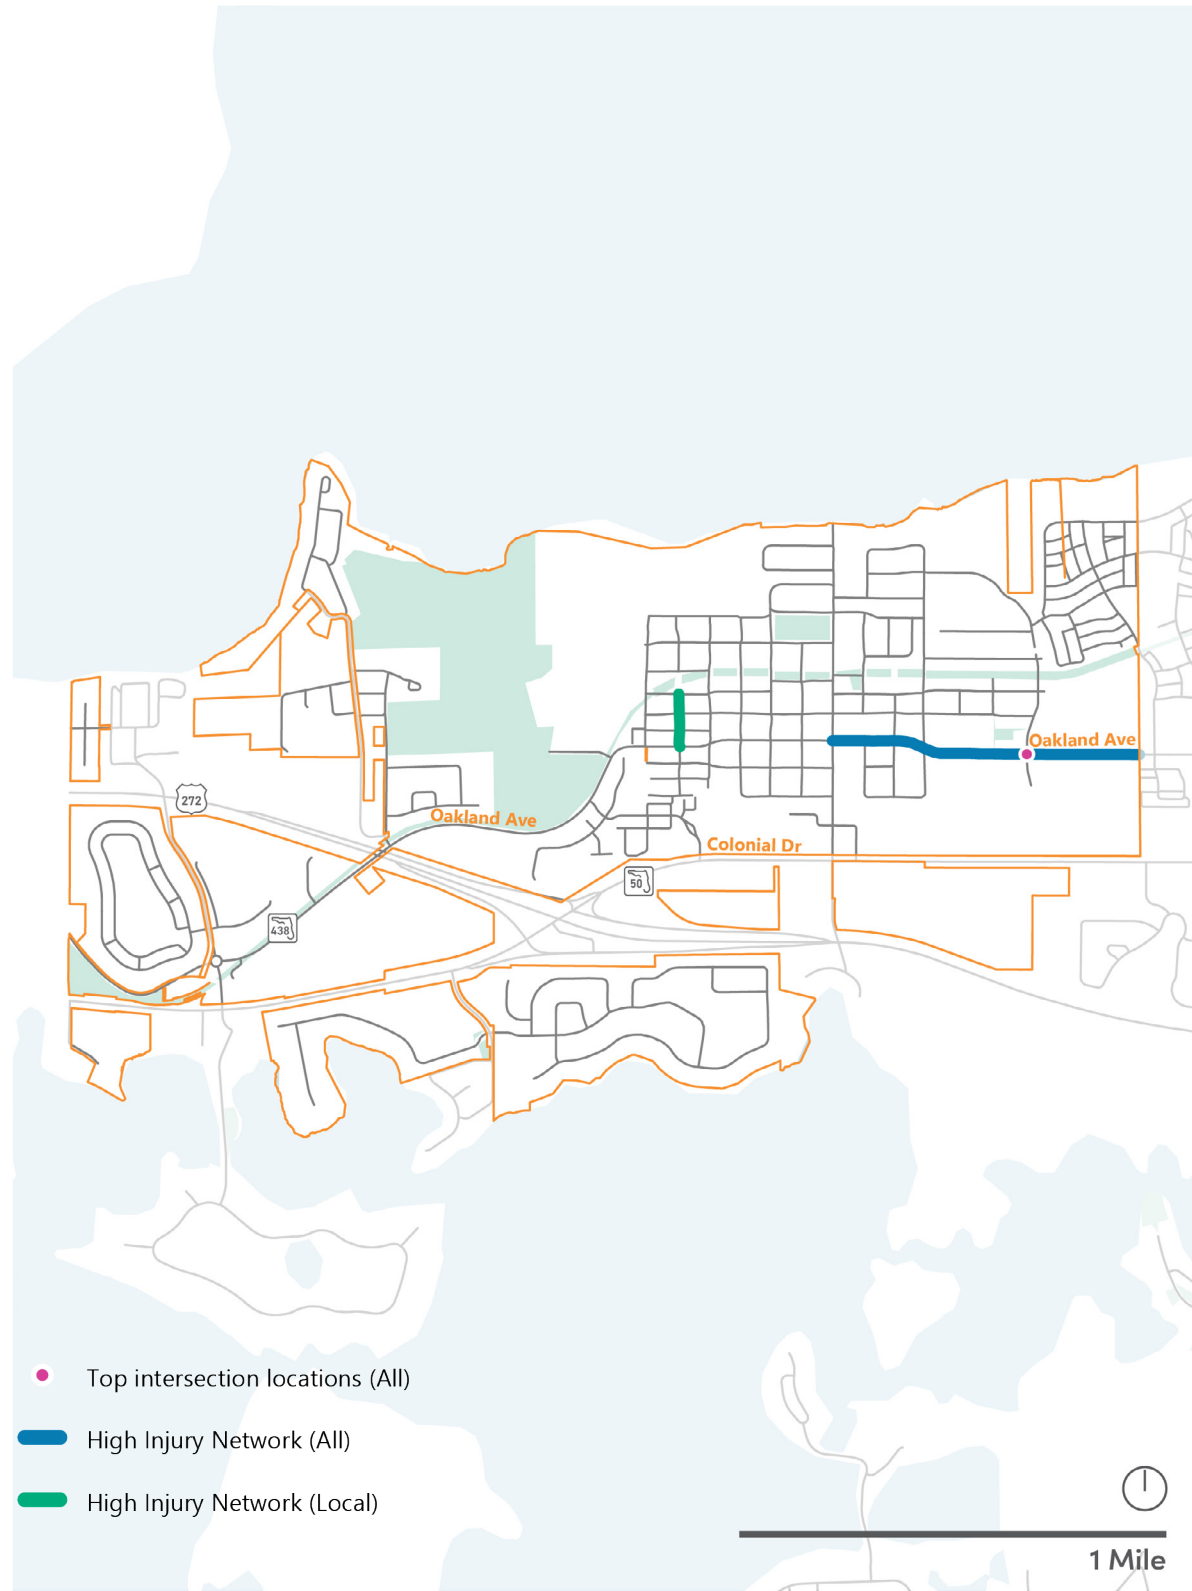 Oakland Ave
272
Oakland Ave
Colonial Dr
50
438
Top intersection locations (All)
High Injury Network (All)
High Injury Network (Local)
1 Mile